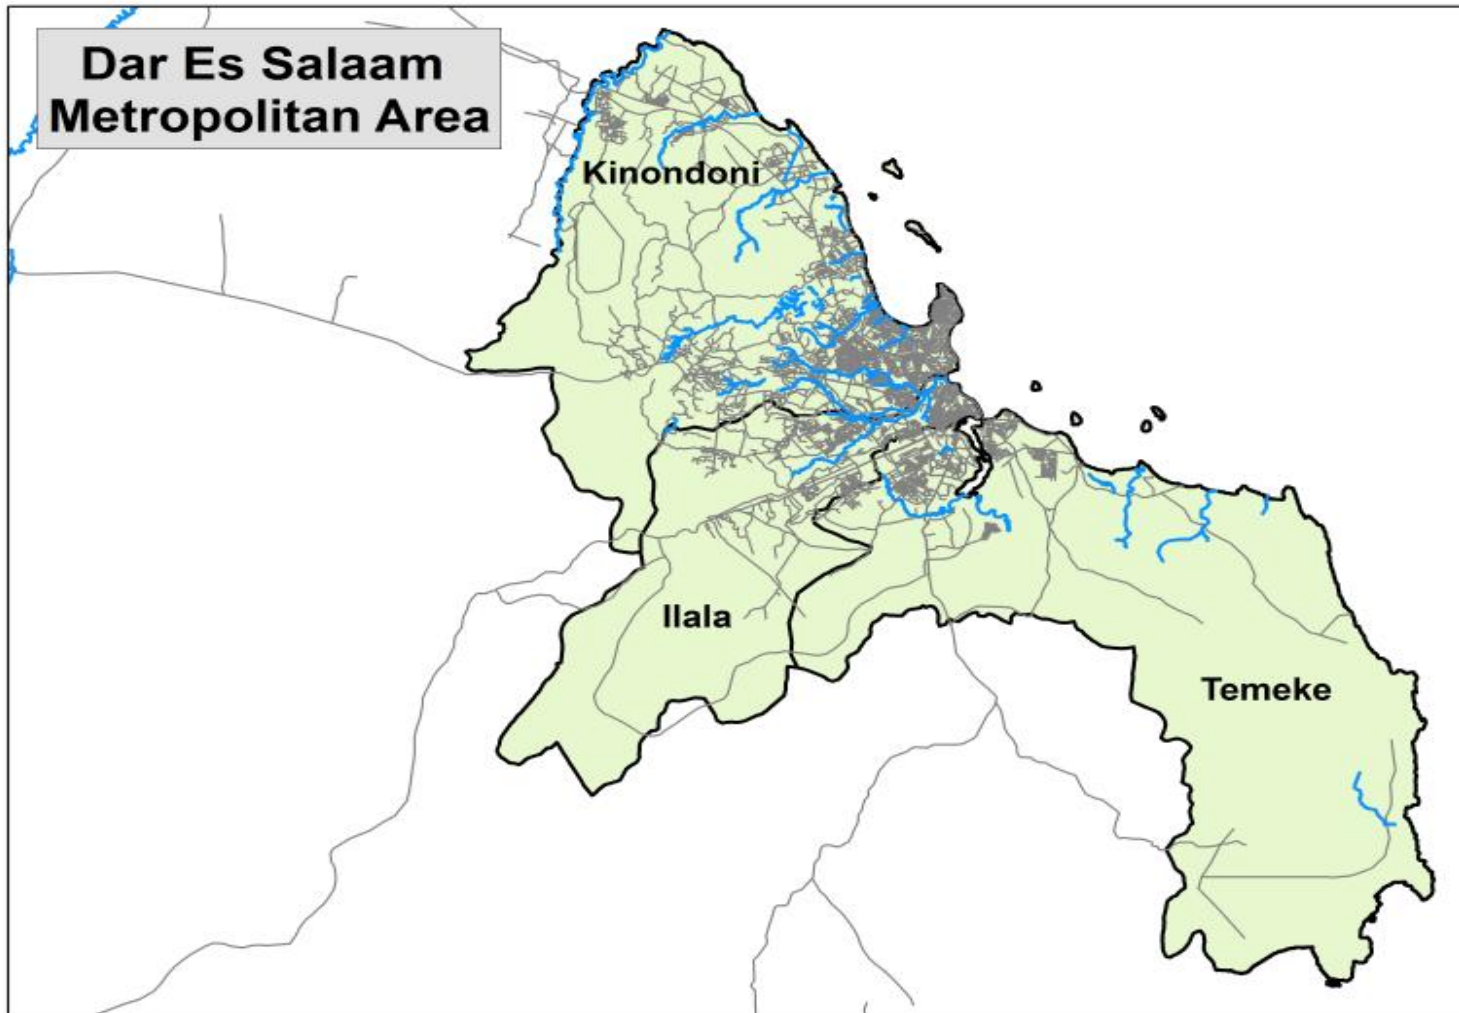 Dar Es Salaam
Metropolitan Area
Kinondoni
Ilala
Temeke